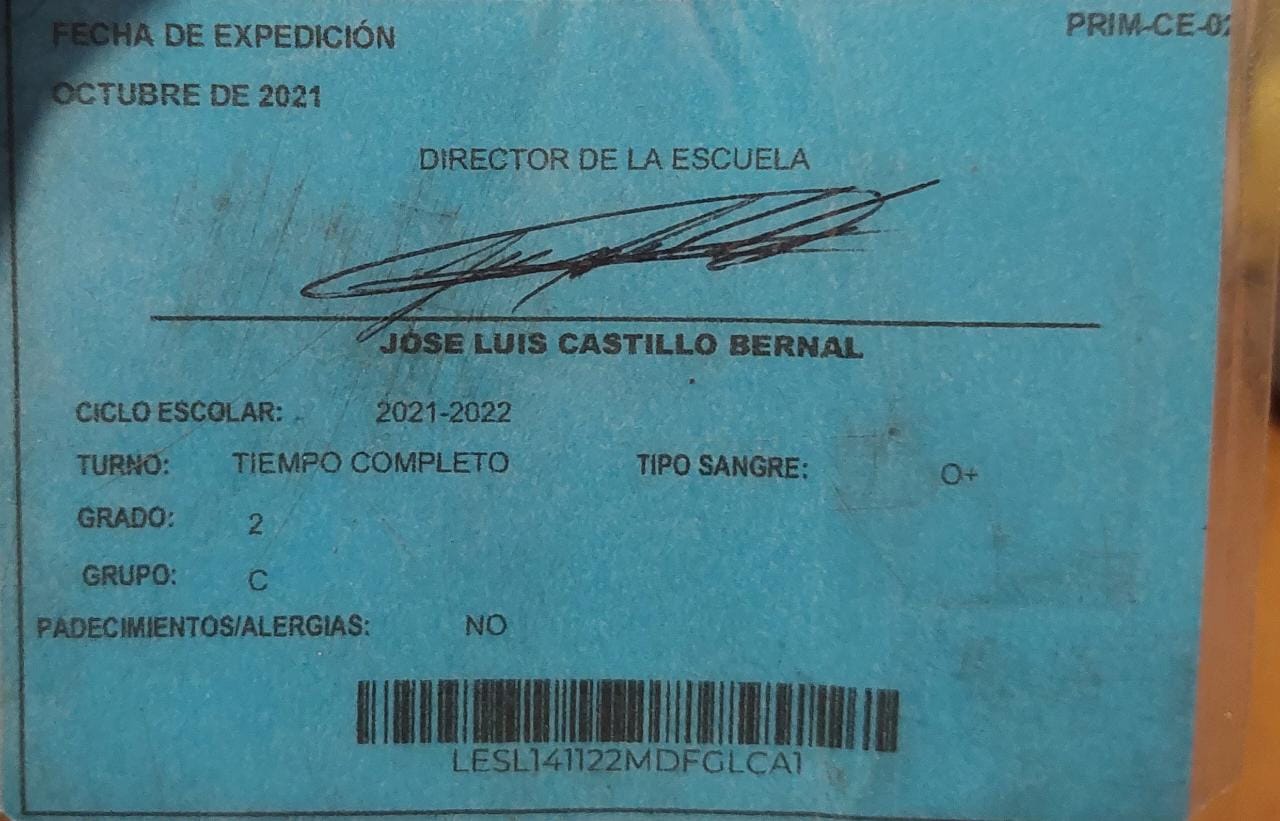 FECHA DE EXPEDICIÓN
PRIM-CE-02
OCTUBRE DE 2021
DIRECTOR DE LA ESCUELA
JOSE LUIS CASTILLO BERNAL
CICLO ESCOLAR: 2021-2022
TURNO: TIEMPO COMPLETO TIPO SANGRE: O+
GRADO: 2
GRUPO: C
PADECIMIENTOS/ALERGIAS: NO
LESL141122MDFGLCA1